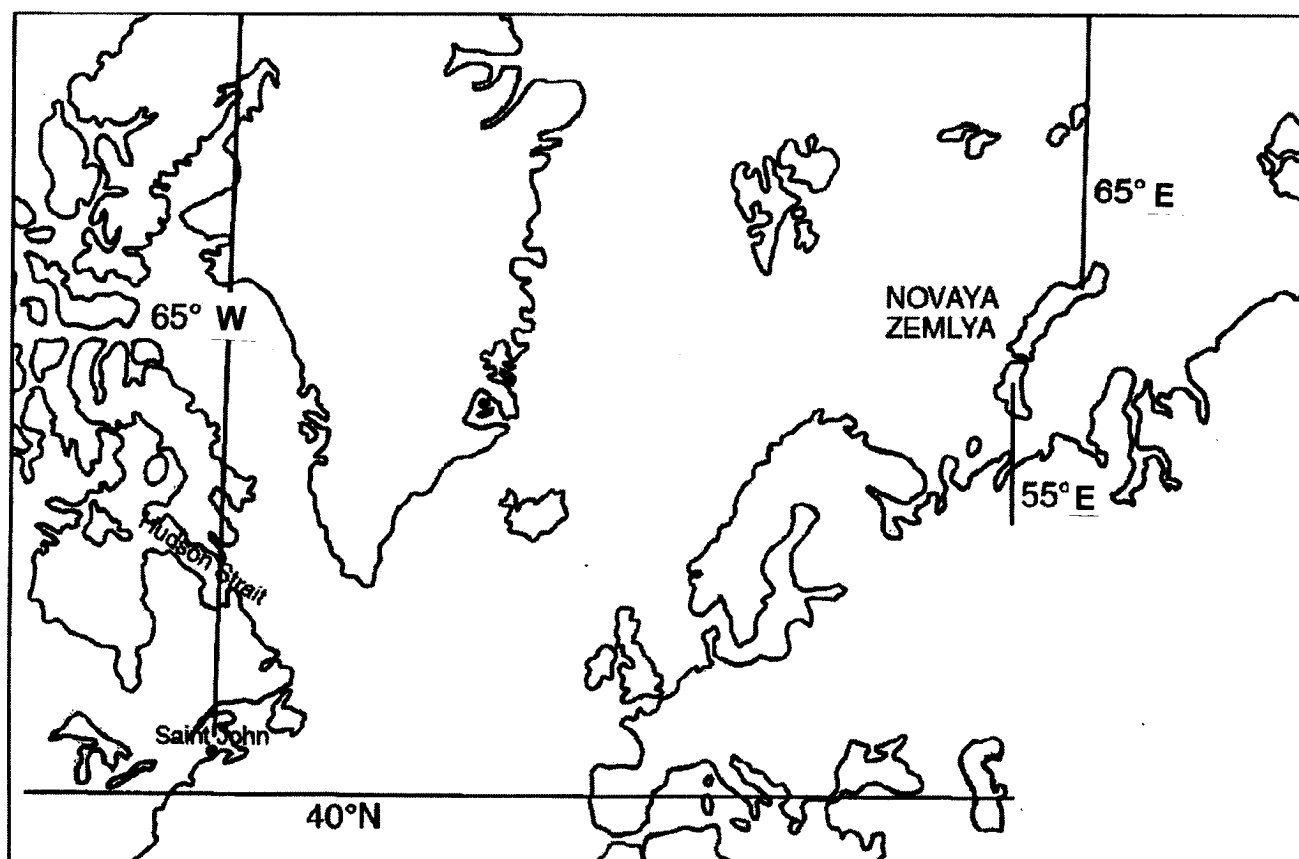 65° E
NOVAYA
ZEMLYA
65° W
55° E
Hudson Strait
Saint John
40°N